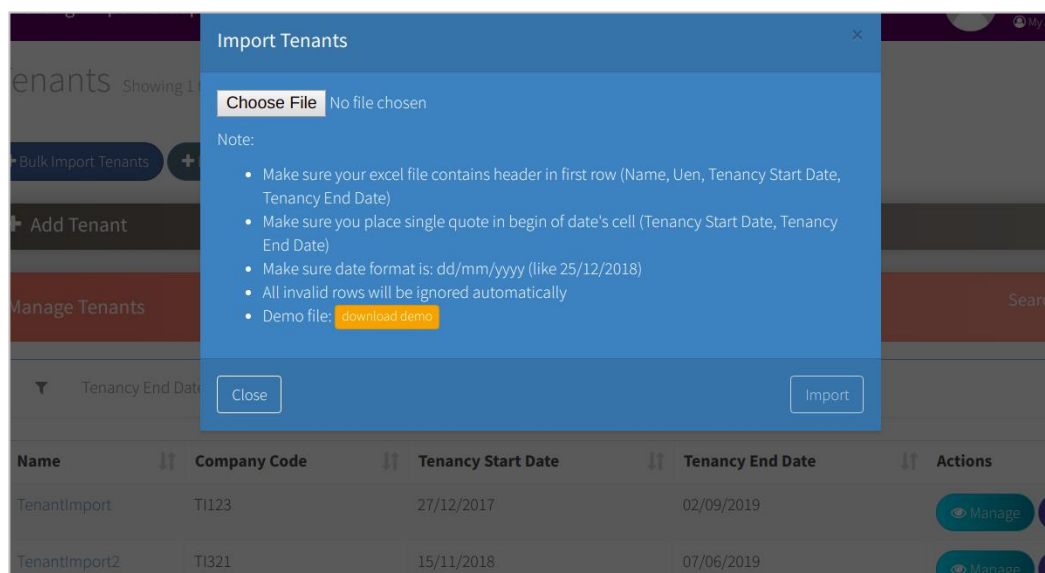 Import Tenants
×
My
enants Showing 1
Choose File No file chosen
Note:
Bulk Import Tenants
Make sure your excel file contains header in first row (Name, Uen, Tenancy Start Date,
Tenancy End Date)
Make sure you place single quote in begin of date's cell (Tenancy Start Date, Tenancy
End Date)
Add Tenant
Make sure date format is: dd/mm/yyyy (like 25/12/2018)
All invalid rows will be ignored automatically
Demo file: download demo
Manage Tenants
Sear
Tenancy End Date
Close
Import
Name Company Code Tenancy Start Date Tenancy End Date Actions
TenantImport TI123 27/12/2017 02/09/2019 Manage
TenantImport2 TI321 15/11/2018 07/06/2019 Manage